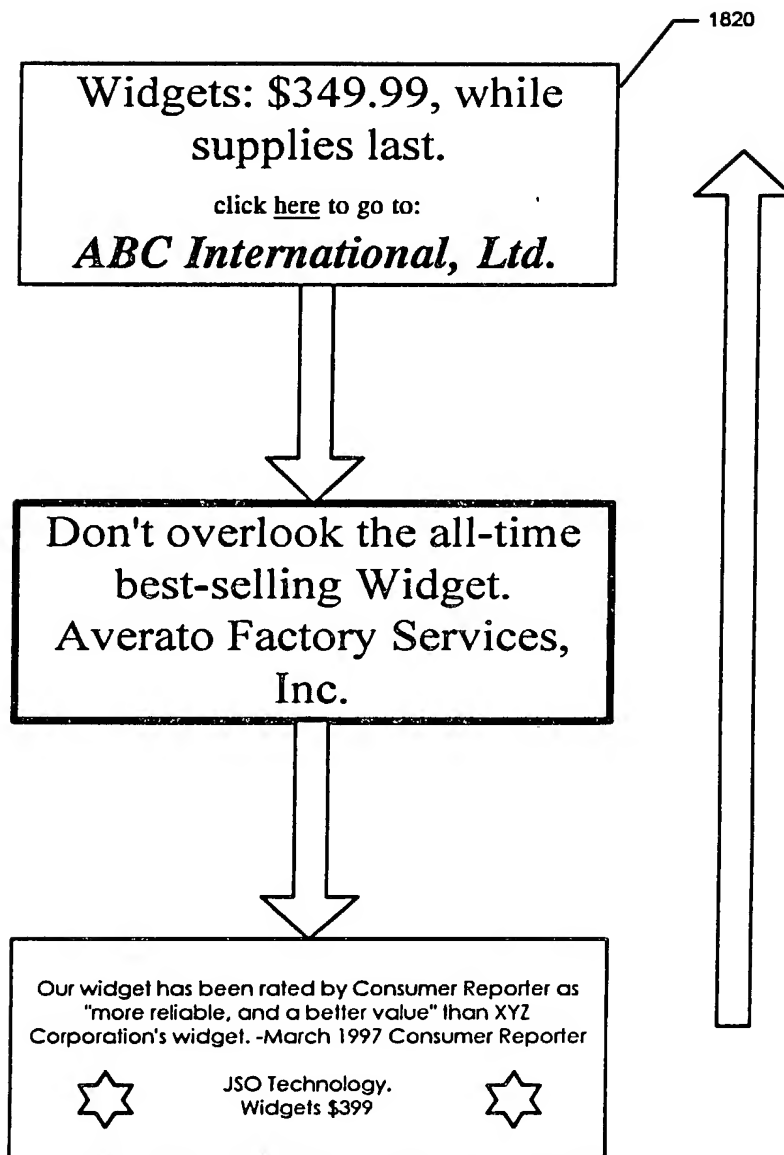 1820
Widgets: $349.99, while
supplies last.
click here to go to:
ABC International, Ltd.
Don't overlook the all-time
best-selling Widget.
Averato Factory Services,
Inc.
Our widget has been rated by Consumer Reporter as
"more reliable, and a better value" than XYZ
Corporation's widget. -March 1997 Consumer Reporter
JSO Technology.
Widgets $399